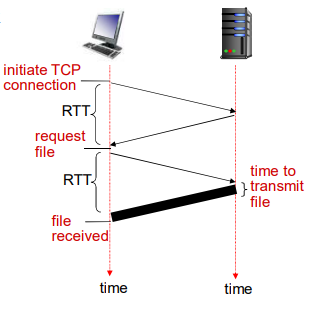 initiate TCP
connection
RTT
request
file
RTT
time to
transmit
file
file
received
time
time